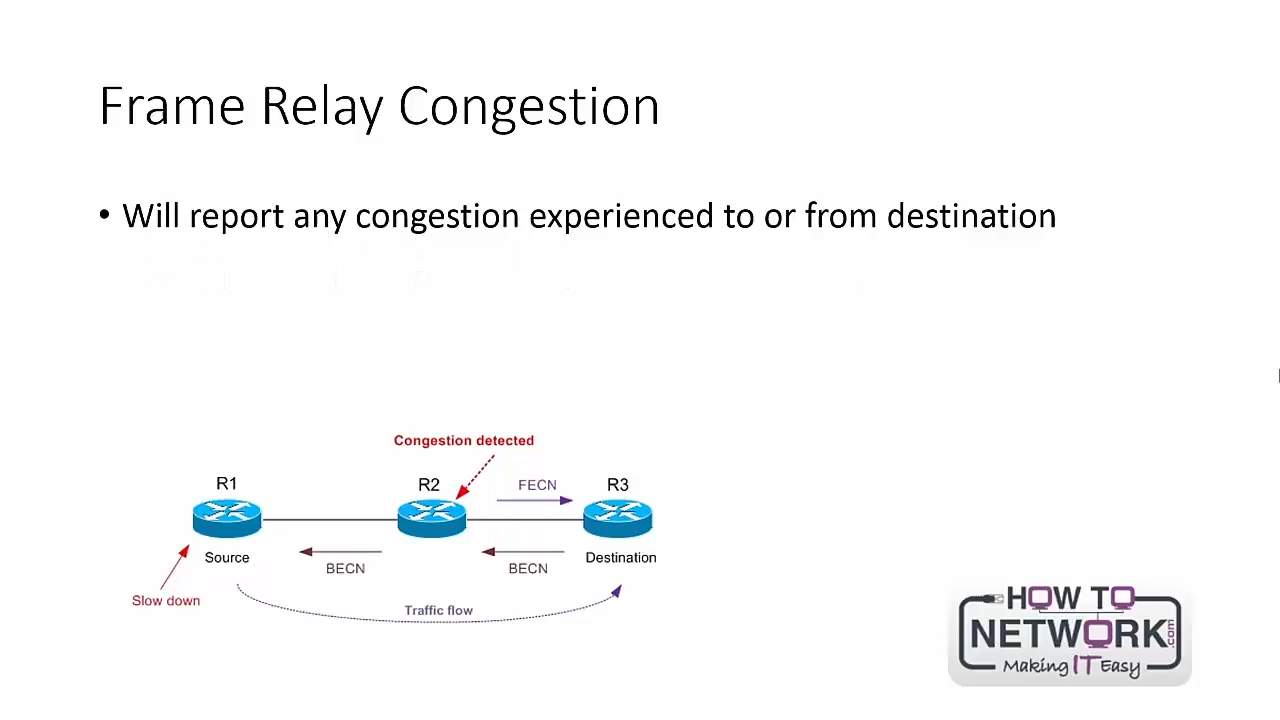 Frame Relay Congestion
• Will report any congestion experienced to or from destination
Congestion detected
R1
R2
FECN
R3
Source
BECN
BECN
Destination
Slow down
Traffic flow
HOW TO
NETWORK.com
Making IT Easy